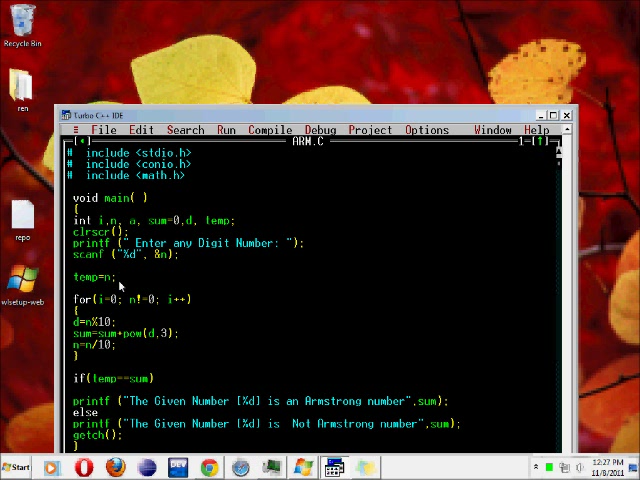 Recycle Bin
ren
repo
wlsetup-web
Turbo C++ IDE
≡ File Edit Search Run Compile Debug Project Options Window Help
ARM.C 1=[↑]
# include <stdio.h>
# include <conio.h>
# include <math.h>
void main( )
{
int i,n, a, sum=0,d, temp;
clrscr();
printf (" Enter any Digit Number: ");
scanf ("%d", &n);
temp=n;
for(i=0; n!=0; i++)
{
d=n%10;
sum=sum+pow(d,3);
n=n/10;
}
if(temp==sum)
printf ("The Given Number [%d] is an Armstrong number",sum);
else
printf ("The Given Number [%d] is  Not Armstrong number",sum);
getch();
}
Start
DEV
12:27 PM
11/8/2011